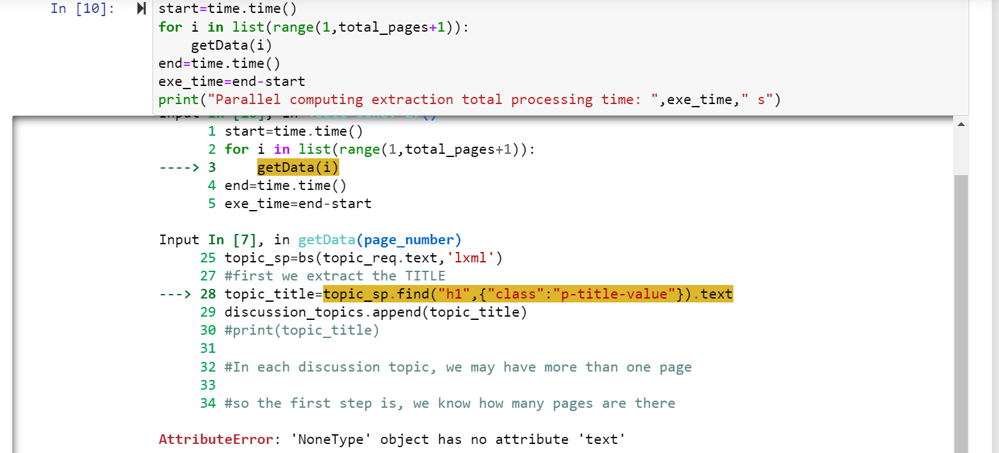 In [10]:
start=time.time()
for i in list(range(1,total_pages+1)):
    getData(i)
end=time.time()
exe_time=end-start
print("Parallel computing extraction total processing time: ",exe_time," s")
1 start=time.time()
2 for i in list(range(1,total_pages+1)):
----> 3     getData(i)
4 end=time.time()
5 exe_time=end-start
Input In [7], in getData(page_number)
25 topic_sp=bs(topic_req.text,'lxml')
27 #first we extract the TITLE
---> 28 topic_title=topic_sp.find("h1",{"class":"p-title-value"}).text
29 discussion_topics.append(topic_title)
30 #print(topic_title)
31
32 #In each discussion topic, we may have more than one page
33
34 #so the first step is, we know how many pages are there
AttributeError: 'NoneType' object has no attribute 'text'